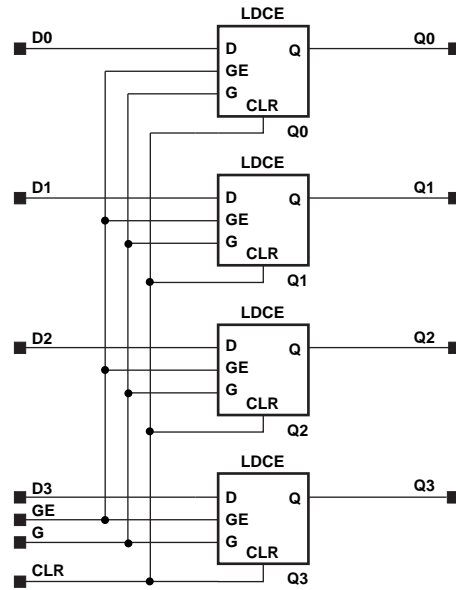 LDCE
D0 D Q Q0
GE
G
CLR
Q0
LDCE
D1 D Q Q1
GE
G
CLR
Q1
LDCE
D2 D Q Q2
GE
G
CLR
Q2
LDCE
D3 D Q Q3
GE GE
G G
CLR
CLR Q3